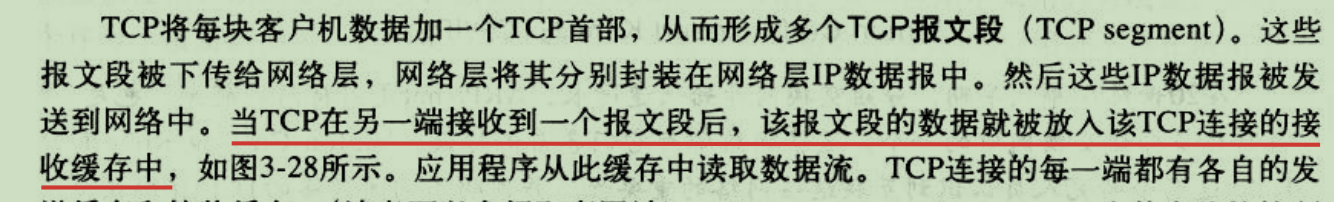 TCP将每块客户机数据加一个TCP首部，从而形成多个TCP报文段（TCP segment）。这些
报文段被下传给网络层，网络层将其分别封装在网络层IP数据报中。然后这些IP数据报被发
送到网络中。当TCP在另一端接收到一个报文段后，该报文段的数据就被放入该TCP连接的接
收缓存中，如图3-28所示。应用程序从此缓存中读取数据流。TCP连接的每一端都有各自的发